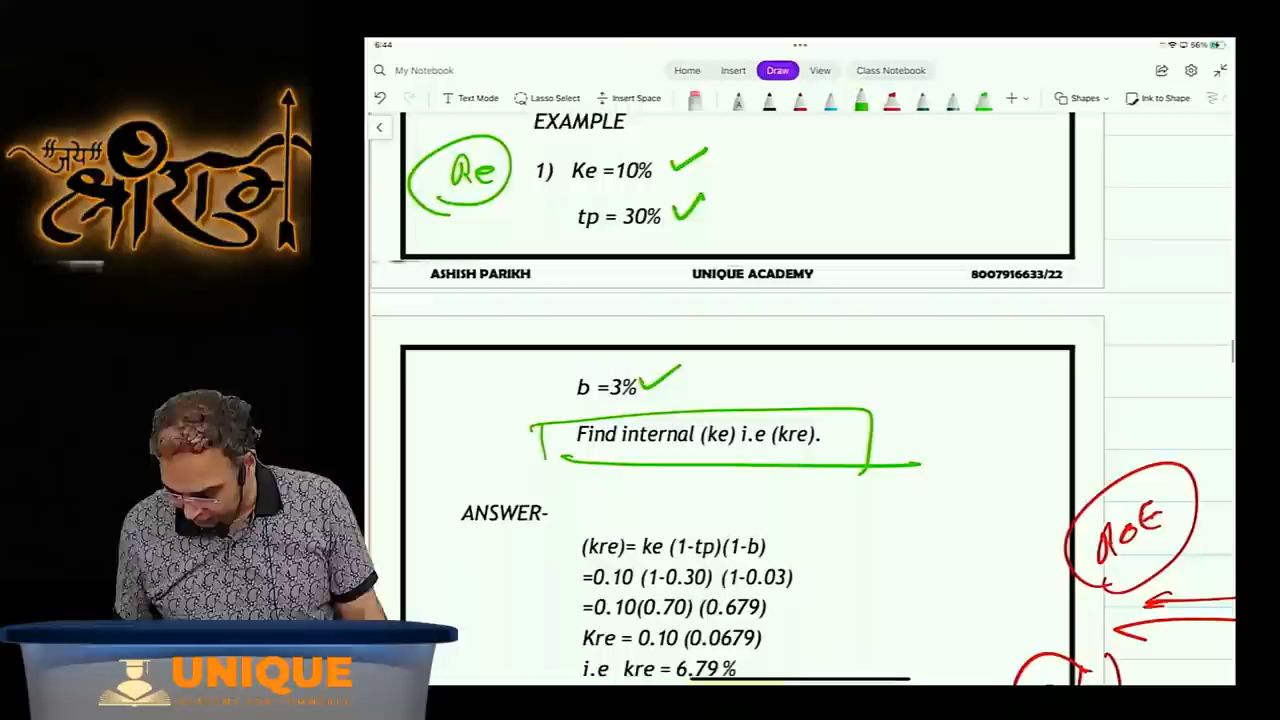 "जय"
श्रीराम
6:44
56%
My Notebook
Home Insert Draw View Class Notebook
Text Mode Lasso Select Insert Space Shapes Ink to Shape
EXAMPLE
Re
1) Ke =10%
tp = 30%
ASHISH PARIKH UNIQUE ACADEMY 8007916633/22
b =3%
Find internal (ke) i.e (kre).
ANSWER-
(kre)= ke (1-tp)(1-b)
=0.10 (1-0.30) (1-0.03)
=0.10(0.70) (0.679)
Kre = 0.10 (0.0679)
i.e kre = 6.79%
ROE
UNIQUE